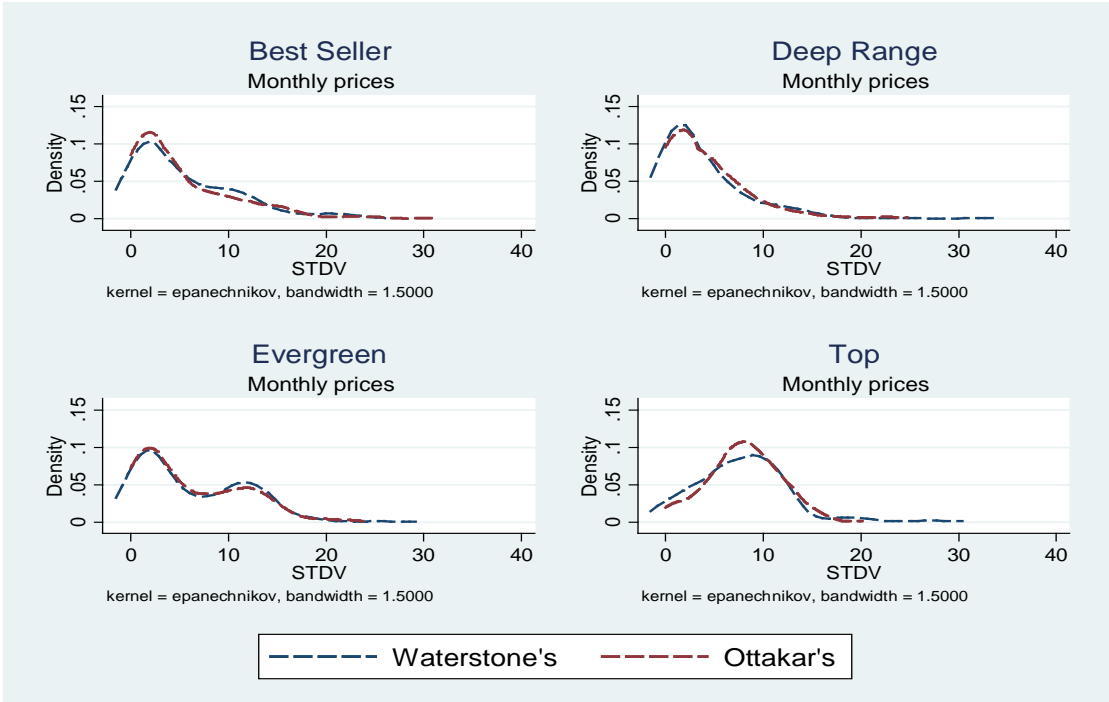 Best Seller
Monthly prices
Density
0 .05 .1 .15
0 10 20 30 40
STDV
kernel = epanechnikov, bandwidth = 1.5000
Deep Range
Monthly prices
Density
0 .05 .1 .15
0 10 20 30 40
STDV
kernel = epanechnikov, bandwidth = 1.5000
Evergreen
Monthly prices
Density
0 .05 .1 .15
0 10 20 30 40
STDV
kernel = epanechnikov, bandwidth = 1.5000
Top
Monthly prices
Density
0 .05 .1 .15
0 10 20 30 40
STDV
kernel = epanechnikov, bandwidth = 1.5000
Waterstone's Ottakar's